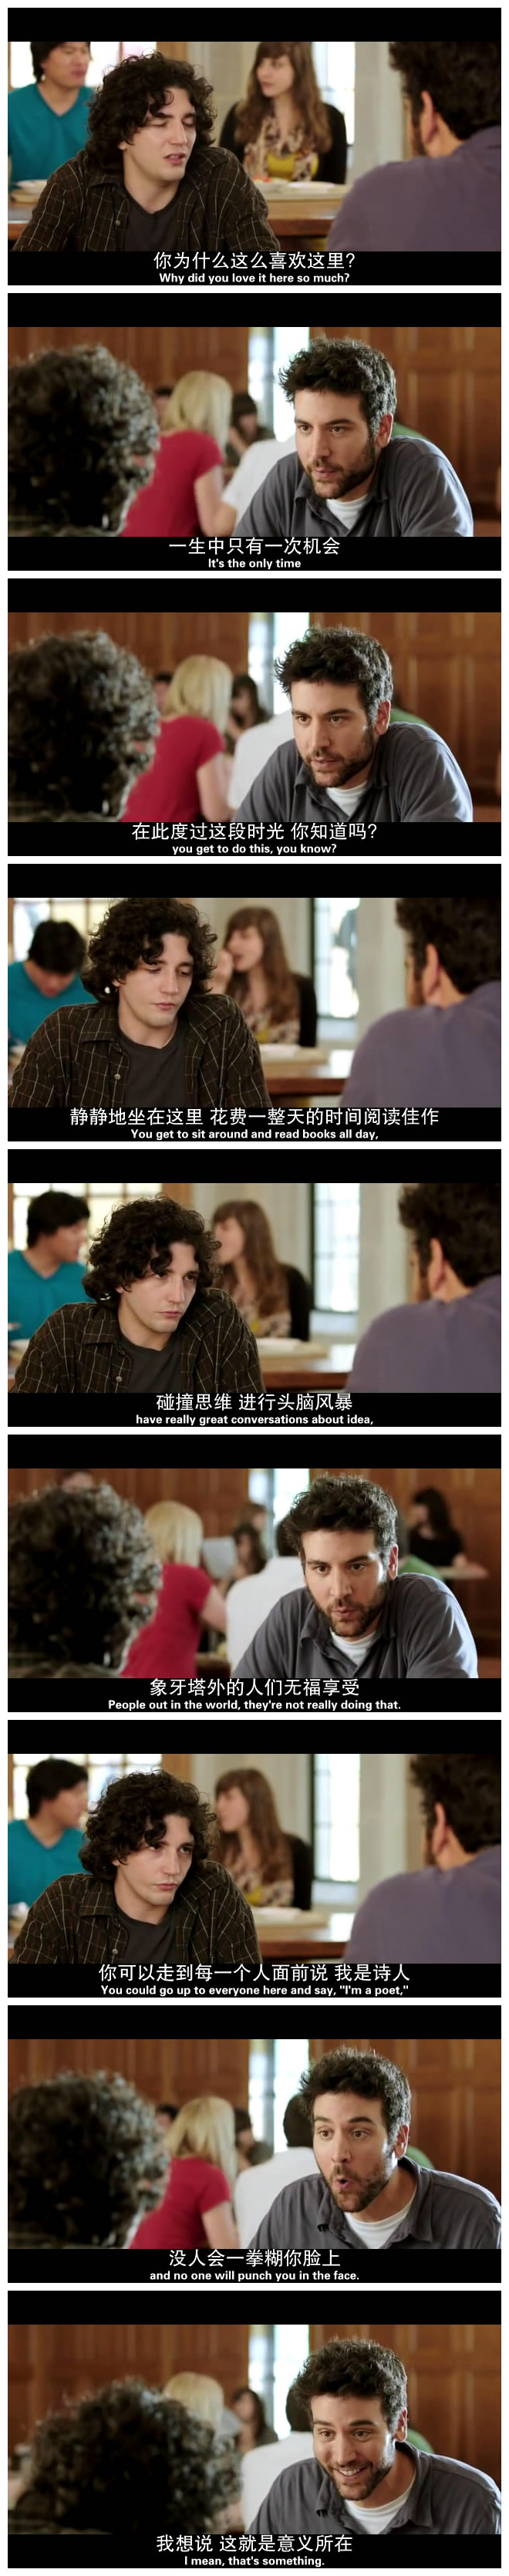 你为什么这么喜欢这里?
Why did you love it here so much?
一生中只有一次机会
It's the only time
在此度过这段时光 你知道吗?
you get to do this, you know?
静静地坐在这里 花费一整天的时间阅读佳作
You get to sit around and read books all day,
碰撞思维 进行头脑风暴
have really great conversations about idea,
象牙塔外的人们无福享受
People out in the world, they're not really doing that.
你可以走到每一个人面前说 我是诗人
You could go up to everyone here and say, "I'm a poet,"
没人会一拳糊你脸上
and no one will punch you in the face.
我想说 这就是意义所在
I mean, that's something.